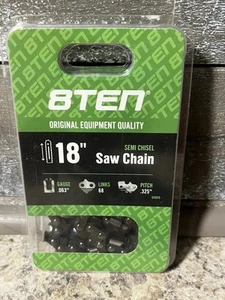 8TEN
ORIGINAL EQUIPMENT QUALITY
SEMI CHISEL
18"
Saw Chain
GAUGE
.063"
LINKS
68
PITCH
.325"